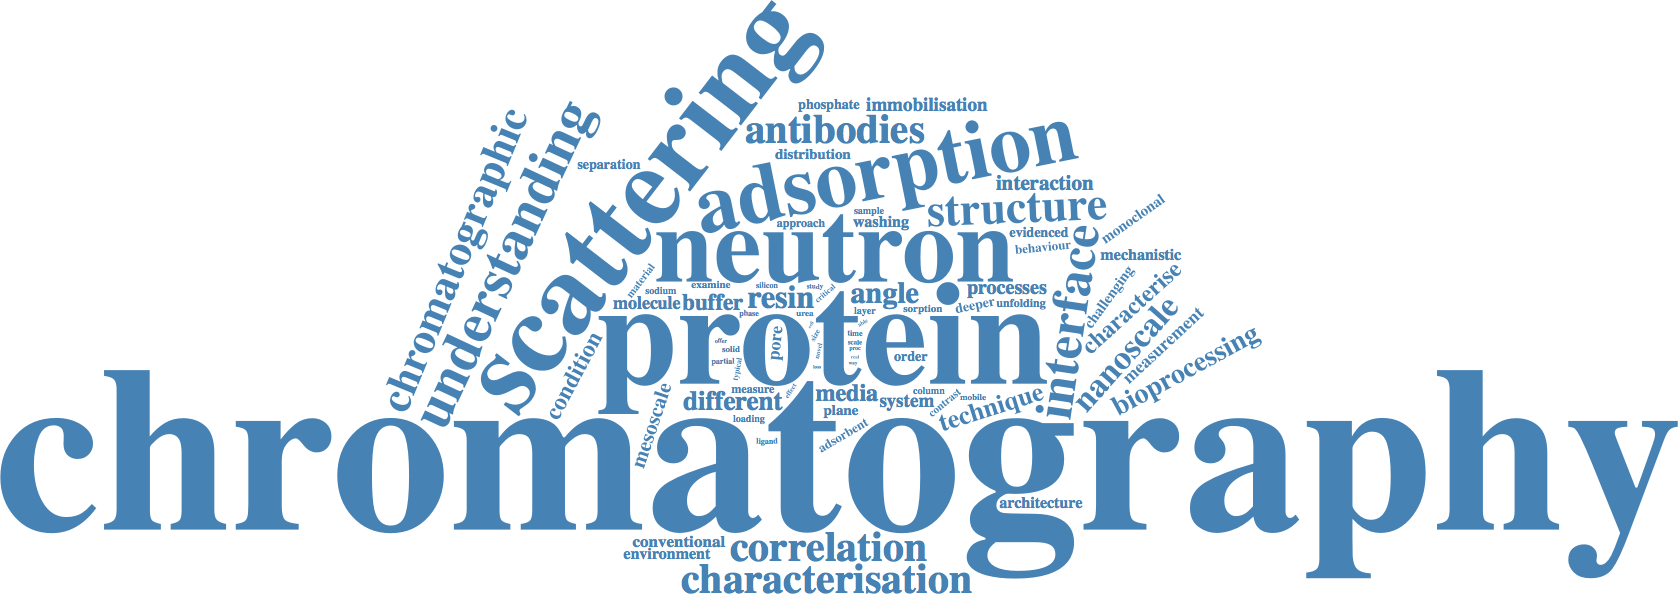 scattering
phosphate
immobilisation
antibodies
chromatographic
understanding
separation
distribution
adsorption
interaction
structure
sample
approach
washing
neutron
evidenced
behaviour
monoclonal
interface
mechanistic
material
sodium
examine
silicon
study
critical
molecule
buffer
resin
angle
processes
layer
sorption
deeper
unfolding
challenging
characterise
phase
urea
protein
condition
offer
solid
partial
typical
pore
size
novel
time
scale
proc
real
way
order
nanoscale
measurement
bioprocessing
mesoscale
measure
different
effect
loading
media
plane
system
column
contrast
mobile
technique
ligand
adsorbent
chromatography
architecture
conventional
environment
correlation
characterisation